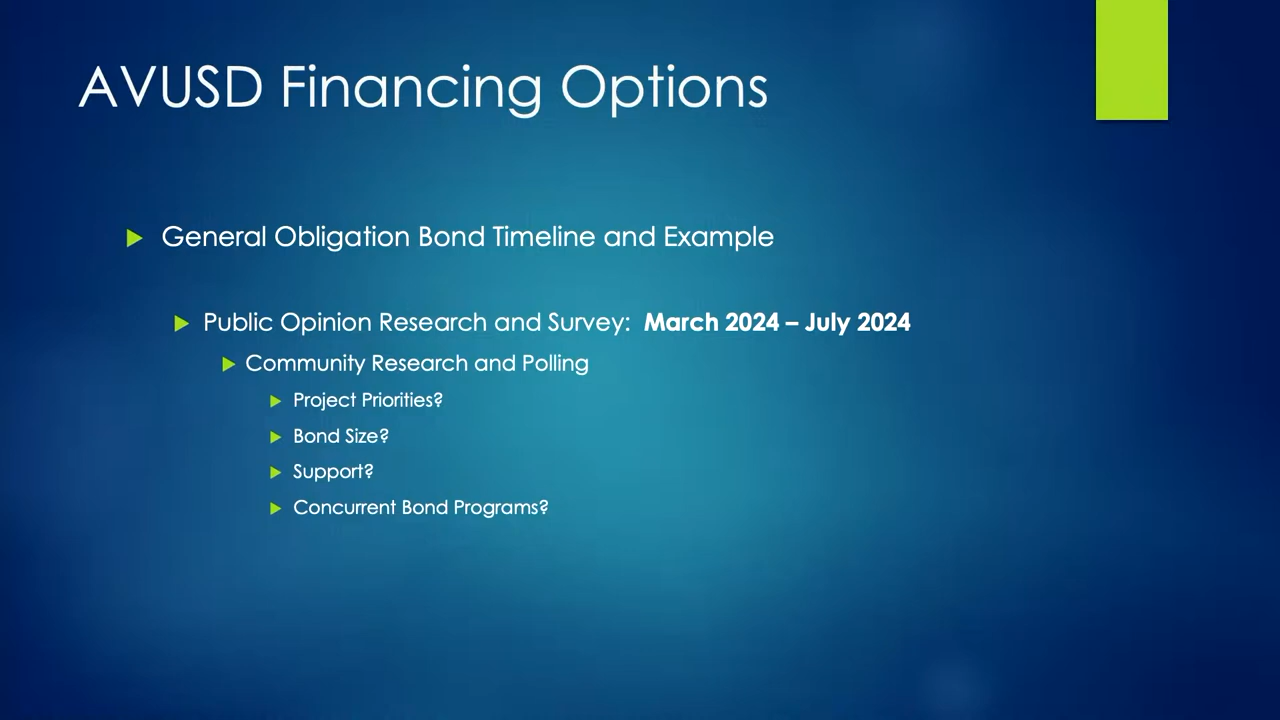 AVUSD Financing Options
General Obligation Bond Timeline and Example
Public Opinion Research and Survey: March 2024 – July 2024
Community Research and Polling
Project Priorities?
Bond Size?
Support?
Concurrent Bond Programs?